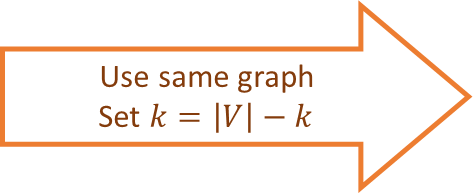 Use same graph
Set k = |V| − k